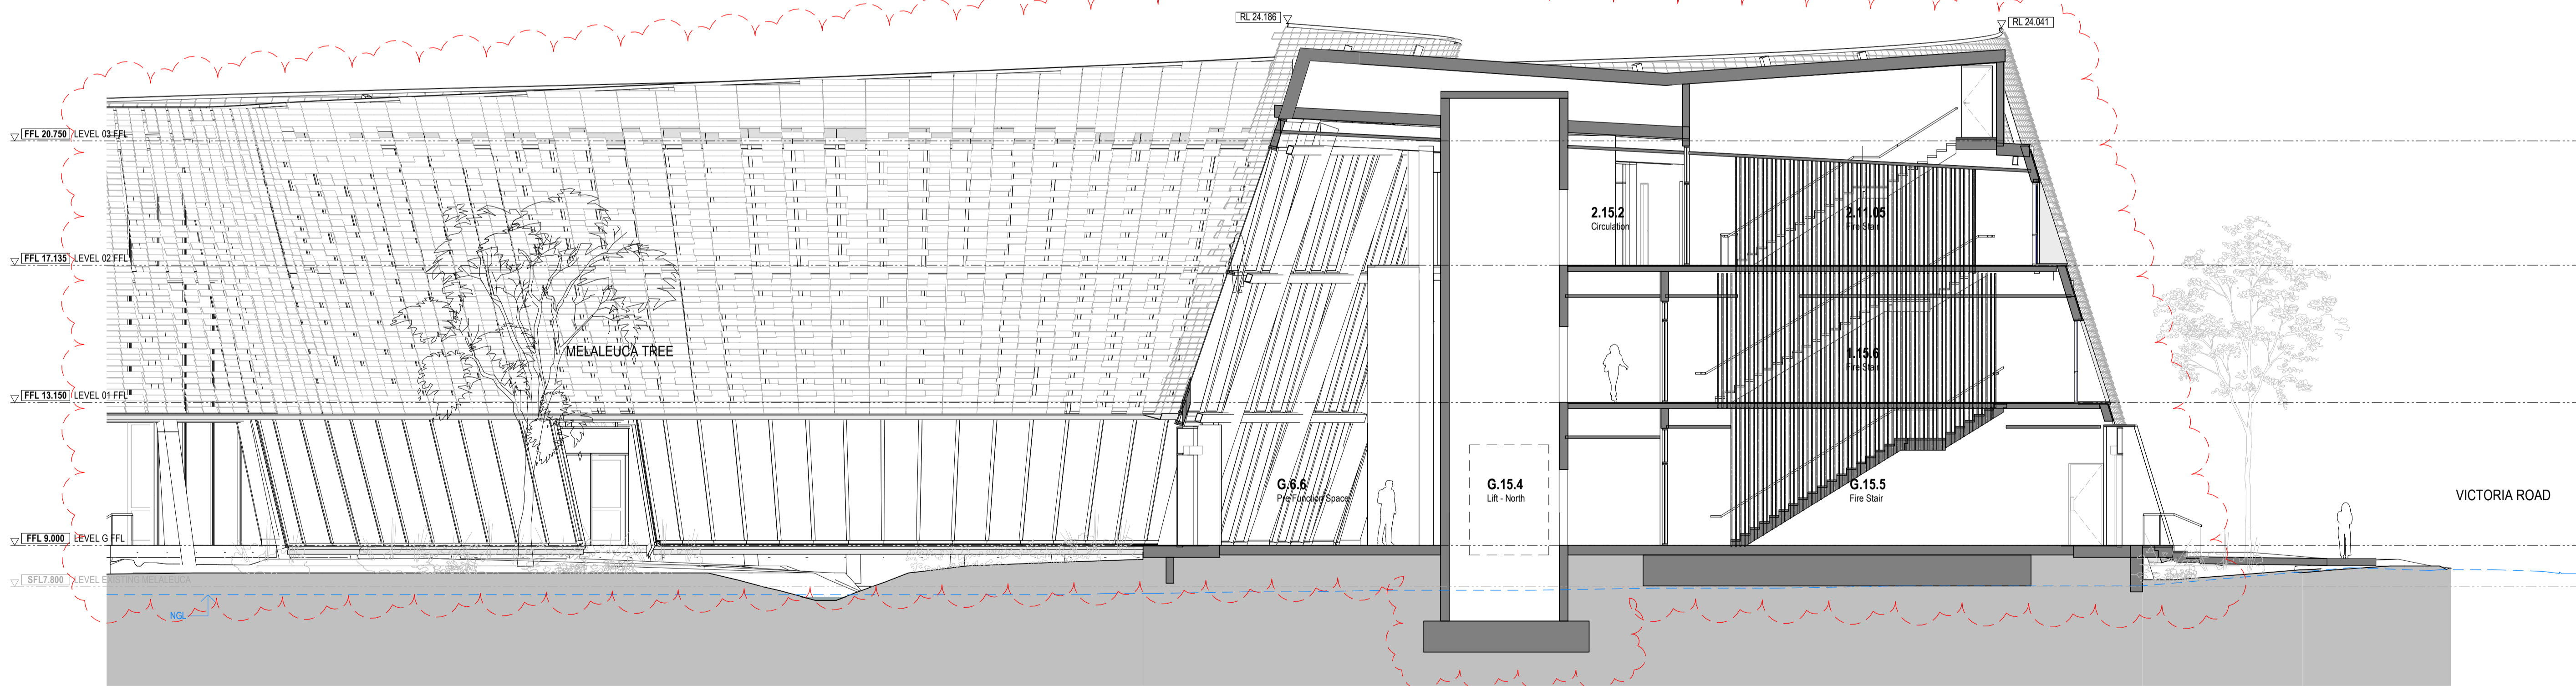 RL 24.186
RL 24.041
FFL 20.750 LEVEL 03 FFL
2.15.2
Circulation
2.11.05
Fire Stair
FFL 17.135 LEVEL 02 FFL
MELALEUCA TREE
1.15.6
Fire Stair
FFL 13.150 LEVEL 01 FFL
G.6.6
Pre Function Space
G.15.4
Lift - North
G.15.5
Fire Stair
VICTORIA ROAD
FFL 9.000 LEVEL G FFL
SFL7.800 LEVEL EXISTING MELALEUCA
NGL